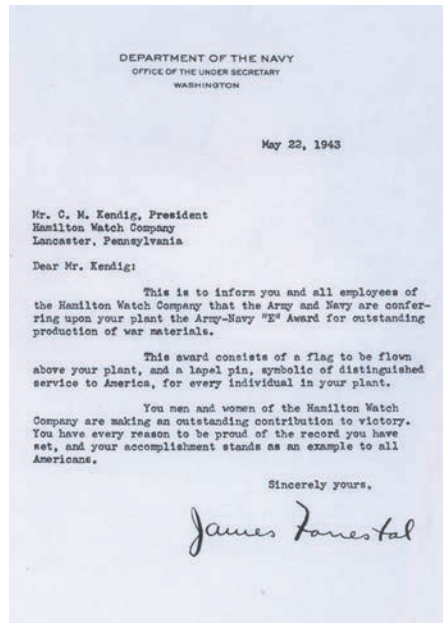 DEPARTMENT OF THE NAVY
OFFICE OF THE UNDER SECRETARY
WASHINGTON
May 22, 1943
Mr. C. M. Kendig, President
Hamilton Watch Company
Lancaster, Pennsylvania
Dear Mr. Kendig:
This is to inform you and all employees of
the Hamilton Watch Company that the Army and Navy are confer-
ring upon your plant the Army-Navy "E" Award for outstanding
production of war materials.
This award consists of a flag to be flown
above your plant, and a lapel pin, symbolic of distinguished
service to America, for every individual in your plant.
You men and women of the Hamilton Watch
Company are making an outstanding contribution to victory.
You have every reason to be proud of the record you have
set, and your accomplishment stands as an example to all
Americans.
Sincerely yours,
James Forrestal